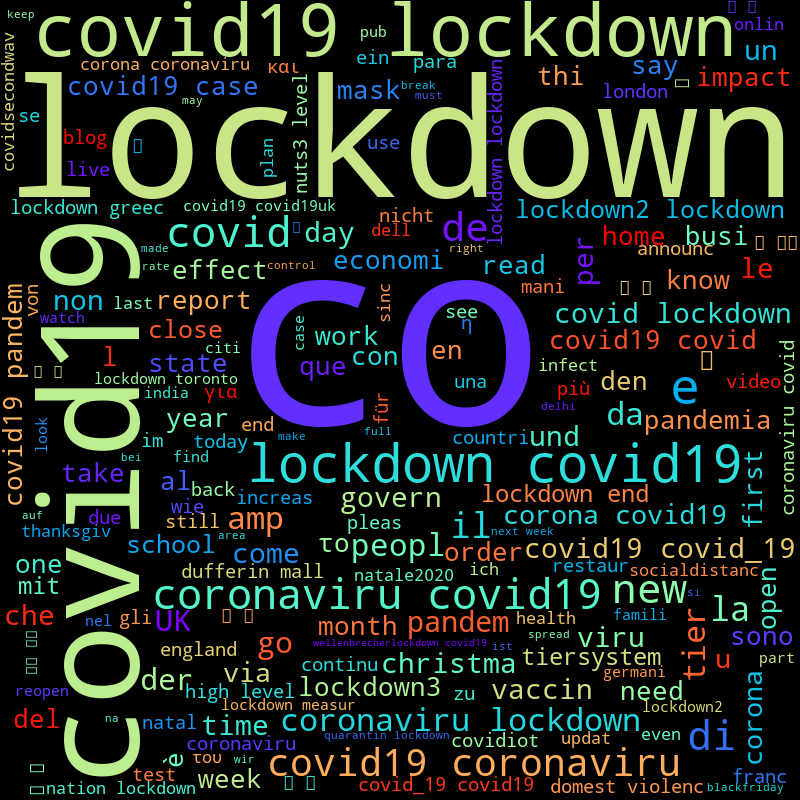 keep
covid19 lockdown
onlin
pub
corona coronaviru
και
ein
para
say
un
thi
impact
covid19 case
mask
break
must
london
covidsecondwav
may
lockdown
se
blog
live
plan
nuts3 level
use
lockdown lockdown
lockdown greec
covid19 covid19uk
nicht
dell
de
lockdown2 lockdown
covid
day
home
busi
announc
made
rate
effect
control
economi
right
read
per
mani
know
le
von
non
last
report
sinc
see
η
covid lockdown
watch
close
case
work
co
citi
state
con
que
en
covid19 covid
l
lockdown toronto
india
για
una
infect
den
più
video
covid19 pandem
covid19
year
end
für
delhi
da
pandemia
coronaviru covid
look
im
today
find
make
full
countri
und
bei
lockdown covid19
take
al
back
increas
govern
lockdown end
first
auf
due
wie
still
amp
pleas
il
corona covid19
thanksgiv
school
area
next week
one
come
το
peopl
order
covid19 covid_19
mit
dufferin mall
natale2020
ich
restaur
socialdistanc
coronaviru covid19
new
si
open
che
nel
gli
UK
month
pandem
health
famili
la
tier
spread
viru
sono
england
go
wellenbrecherlockdown covid19
ist
via
continu
christma
tiersystem
u
part
der
high level
lockdown3
zu
vaccin
germani
need
reopen
lockdown measur
lockdown2
corona
del
na
natal
time
coronaviru lockdown
di
coronaviru
quarantin lockdown
covidiot
updat
even
e
του
wir
covid19 coronaviru
test
week
franc
nation lockdown
covid_19 covid19
domest violenc
blackfriday
e